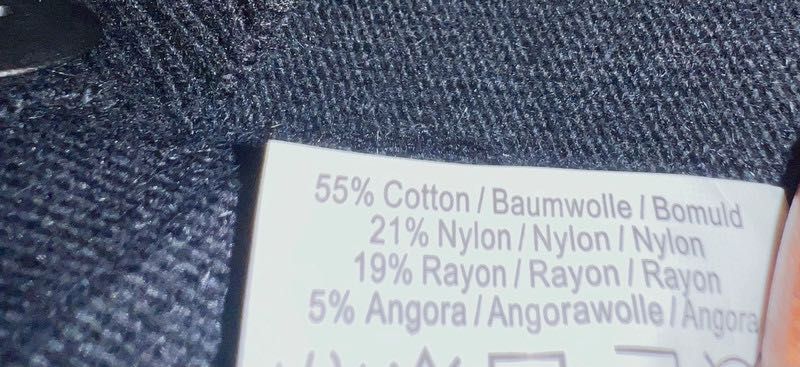 55% Cotton / Baumwolle / Bomuld
21% Nylon / Nylon / Nylon
19% Rayon / Rayon / Rayon
5% Angora / Angorawolle / Angora